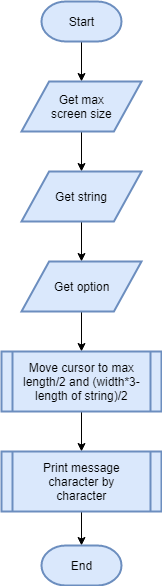 Start
Get max
screen size
Get string
Get option
Move cursor to max
length/2 and (width*3-
length of string)/2
Print message
character by
character
End